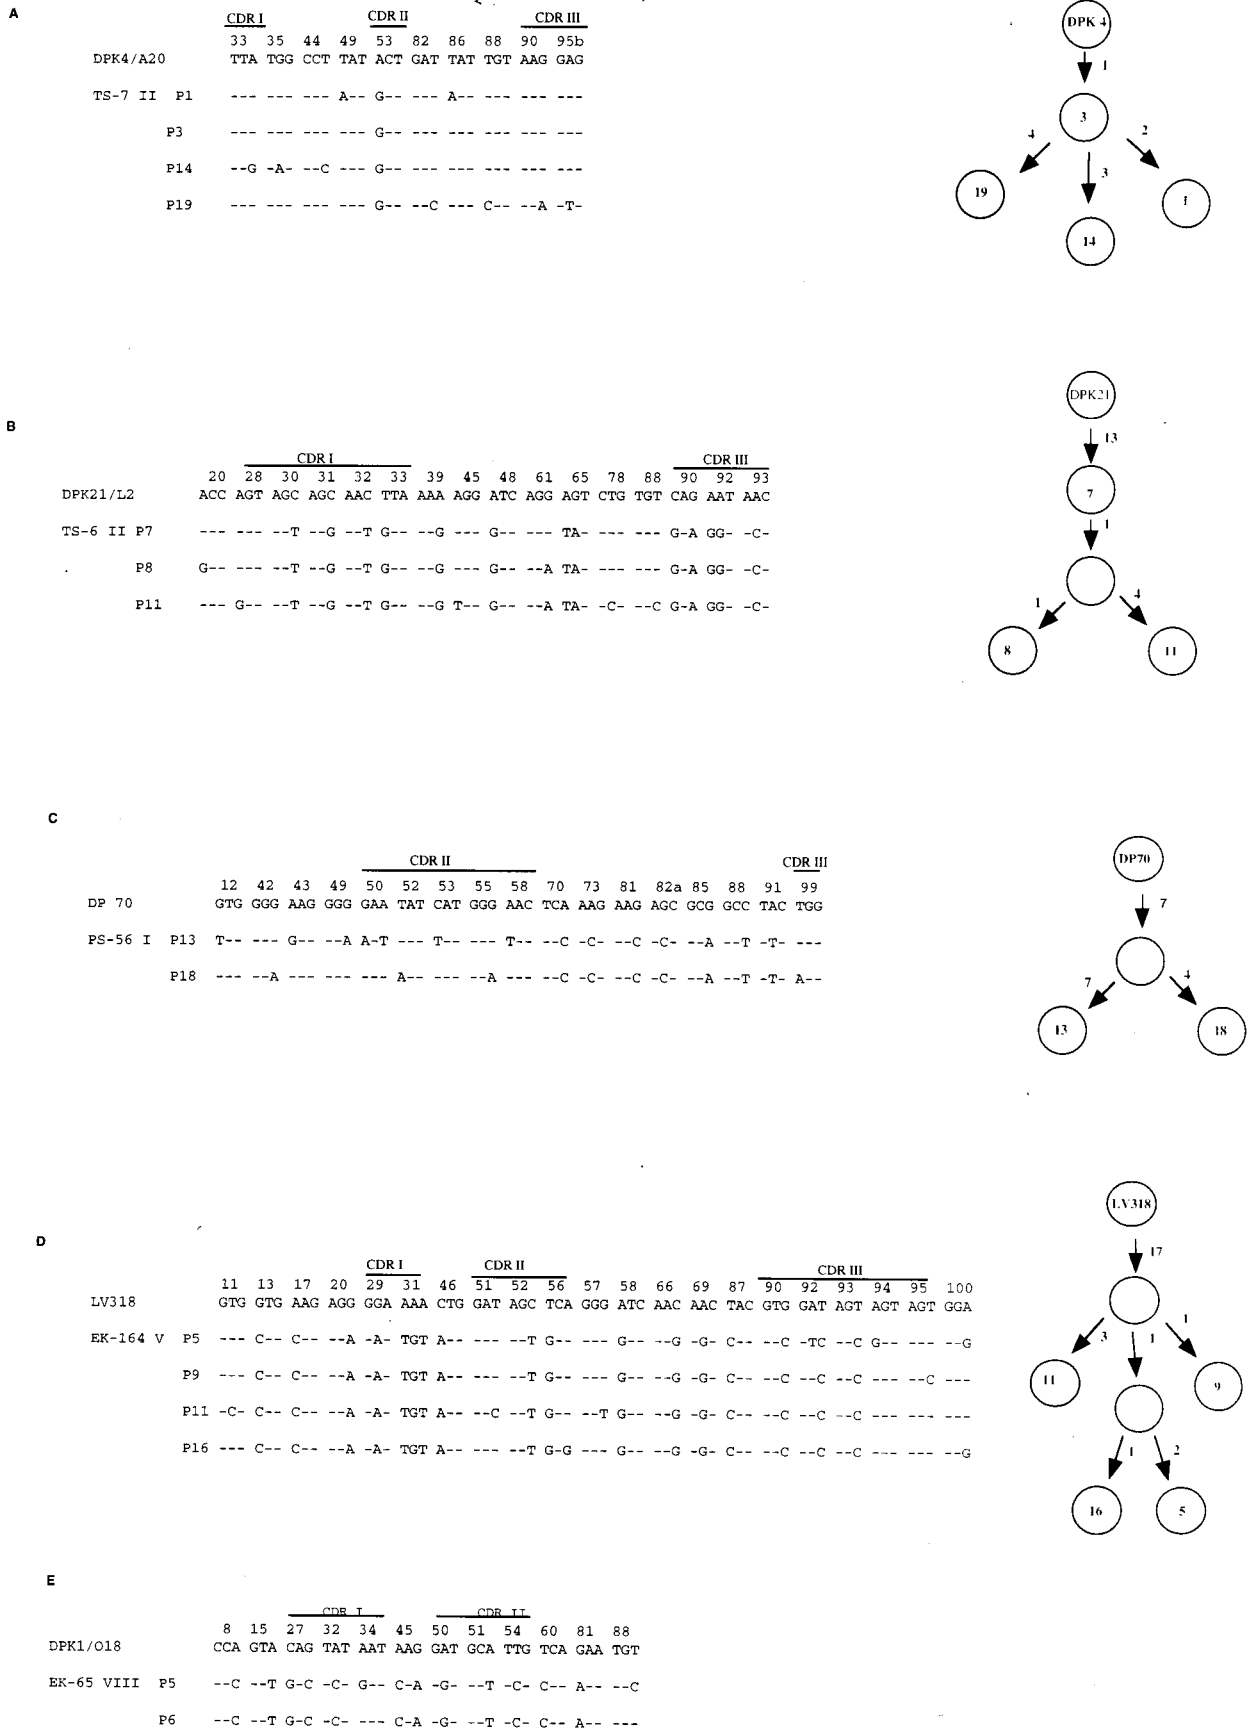 A
CDR I CDR II CDR III
33 35 44 49 53 82 86 88 90 95b
DPK4/A20 TTA TGG CCT TAT ACT GAT TAT TGT AAG GAG
TS-7 II P1 --- --- --- A-- G-- --- A-- --- --- ---
P3 --- --- --- --- G-- --- --- --- --- ---
P14 --G -A- --C --- G-- --- --- --- --- ---
P19 --- --- --- --- G-- --C --- C-- --A -T-
DPK 4
1
3
4 2
3
19 1
14
B
CDR I CDR III
20 28 30 31 32 33 39 45 48 61 65 78 88 90 92 93
DPK21/L2 ACC AGT AGC AGC AAC TTA AAA AGG ATC AGG AGT CTG TGT CAG AAT AAC
TS-6 II P7 --- --- --T --G --T G-- --G --- G-- --- TA- --- --- G-A GG- -C-
P8 G-- --- --T --G --T G-- --G --- G-- --A TA- --- --- G-A GG- -C-
P11 --- G-- --T --G --T G-- --G T-- G-- --A TA- -C- --C G-A GG- -C-
DPK21
13
7
1
1 4
8 11
C
CDR II CDR III
12 42 43 49 50 52 53 55 58 70 73 81 82a 85 88 91 99
DP 70 GTG GGG AAG GGG GAA TAT CAT GGG AAC TCA AAG AAG AGC GCG GCC TAC TGG
PS-56 I P13 T-- --- G-- --A A-T --- T-- --- T-- --C -C- --C -C- --A --T -T- ---
P18 --- --A --- --- --- A-- --- --A --- --C -C- --C -C- --A --T -T- A--
DP70
7
7 4
13 18
D
CDR I CDR II CDR III
11 13 17 20 29 31 46 51 52 56 57 58 66 69 87 90 92 93 94 95 100
LV318 GTG GTG AAG AGG GGA AAA CTG GAT AGC TCA GGG ATC AAC AAC TAC GTG GAT AGT AGT AGT GGA
EK-164 V P5 --- C-- C-- --A -A- TGT A-- --- --T G-- --- G-- --G -G- C-- --C -TC --C G-- --- --G
P9 --- C-- C-- --A -A- TGT A-- --- --T G-- --- G-- --G -G- C-- --C --C --C --- --C ---
P11 -C- C-- C-- --A -A- TGT A-- --C --T G-- --T G-- --G -G- C-- --C --C --C --- --- ---
P16 --- C-- C-- --A -A- TGT A-- --- --T G-G --- G-- --G -G- C-- --C --C --C --- --- --G
LV318
17
3 1 1
11 9
1 2
16 5
E
CDR I CDR II
8 15 27 32 34 45 50 51 54 60 81 88
DPK1/O18 CCA GTA CAG TAT AAT AAG GAT GCA TTG TCA GAA TGT
EK-65 VIII P5 --C --T G-C -C- G-- C-A -G- --T -C- C-- A-- --C
P6 --C --T G-C -C- --- C-A -G- --T -C- C-- A-- ---